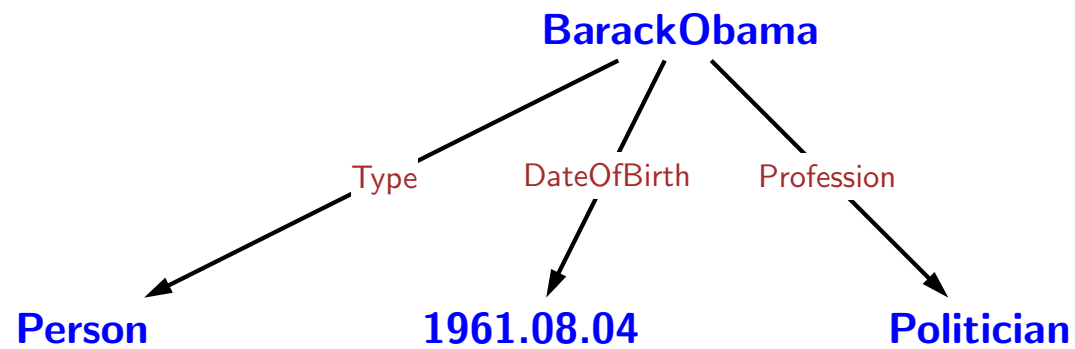 BarackObama
Type
DateOfBirth
Profession
Person
1961.08.04
Politician